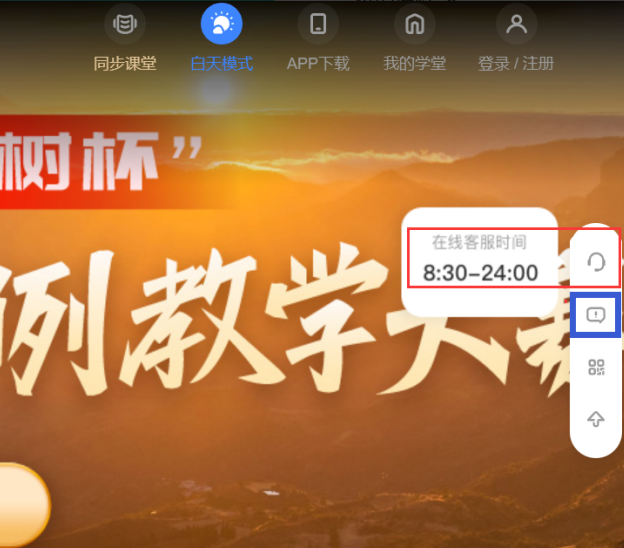 同步课堂
白天模式
APP下载
我的学堂
登录 / 注册
树杯”
在线客服时间
8:30-24:00
例教学大赛